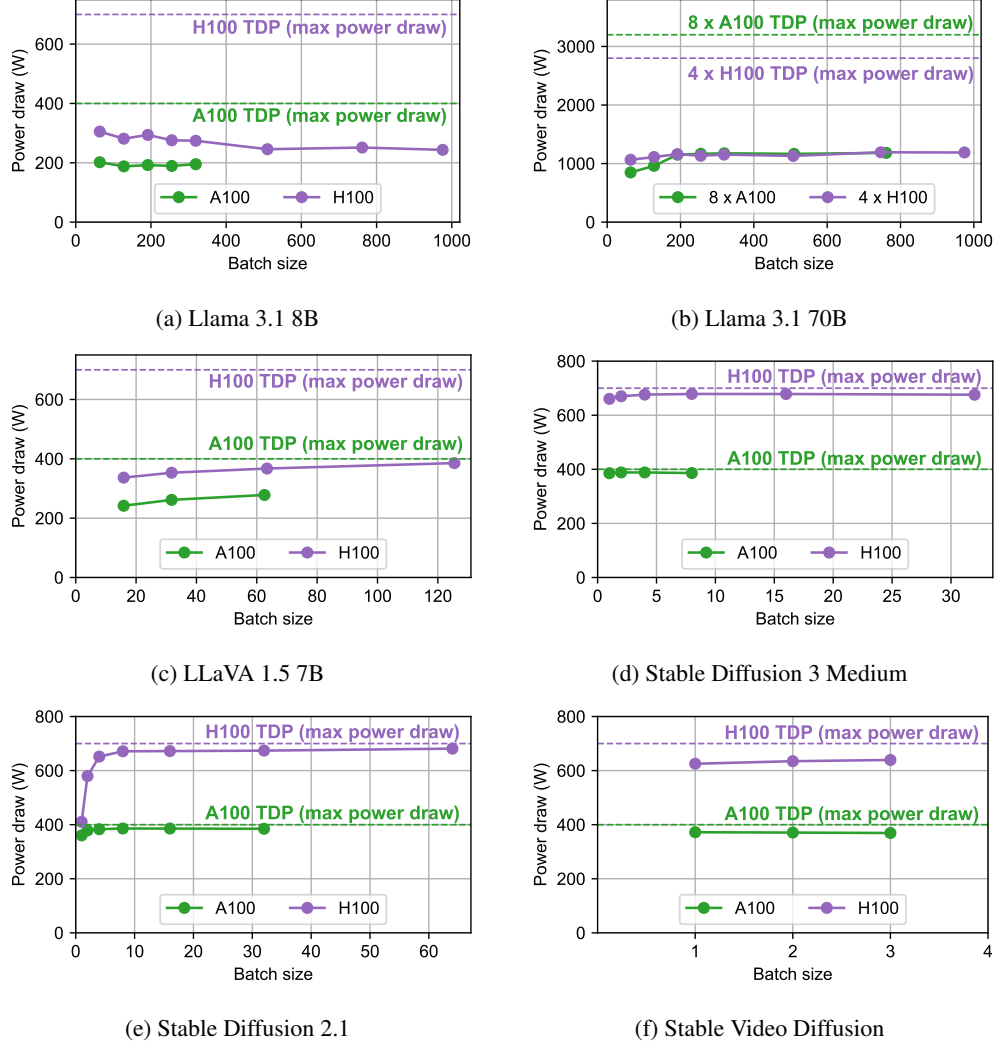 H100 TDP (max power draw)
A100 TDP (max power draw)
Power draw (W)
600
400
200
0
A100 H100
0 200 400 600 800 1000
Batch size
(a) Llama 3.1 8B
8 x A100 TDP (max power draw)
4 x H100 TDP (max power draw)
Power draw (W)
3000
2000
1000
0
8 x A100 4 x H100
0 200 400 600 800 1000
Batch size
(b) Llama 3.1 70B
H100 TDP (max power draw)
A100 TDP (max power draw)
Power draw (W)
600
400
200
0
A100 H100
0 20 40 60 80 100 120
Batch size
(c) LLaVA 1.5 7B
800
H100 TDP (max power draw)
A100 TDP (max power draw)
Power draw (W)
600
400
200
0
A100 H100
0 5 10 15 20 25 30
Batch size
(d) Stable Diffusion 3 Medium
800
H100 TDP (max power draw)
A100 TDP (max power draw)
Power draw (W)
600
400
200
0
A100 H100
0 10 20 30 40 50 60
Batch size
(e) Stable Diffusion 2.1
800
H100 TDP (max power draw)
A100 TDP (max power draw)
Power draw (W)
600
400
200
0
A100 H100
1 2 3 4
Batch size
(f) Stable Video Diffusion